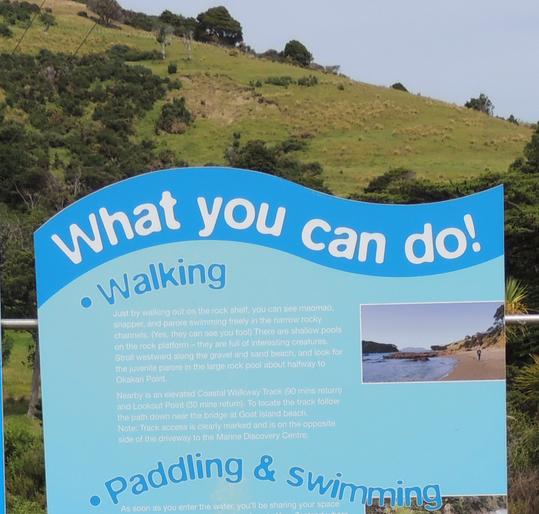 What you can do!
• Walking
Just by walking out on the rock shelf, you can see maomao,
snapper, and parore swimming freely in the narrow rocky
channels. (Yes, they can see you too!) There are shallow pools
on the rock platform – they are full of interesting creatures.
Stroll westward along the gravel and sand beach, and look for
the juvenile parore in the large rock pool about halfway to
Okakari Point.
Nearby is an elevated Coastal Walkway Track (90 mins return)
and Lookout Point (30 mins return). To locate the track follow
the path down near the bridge at Goat Island beach.
Note: Track access is clearly marked and is on the opposite
side of the driveway to the Marine Discovery Centre.
• Paddling & swimming
As soon as you enter the water, you'll be sharing your space